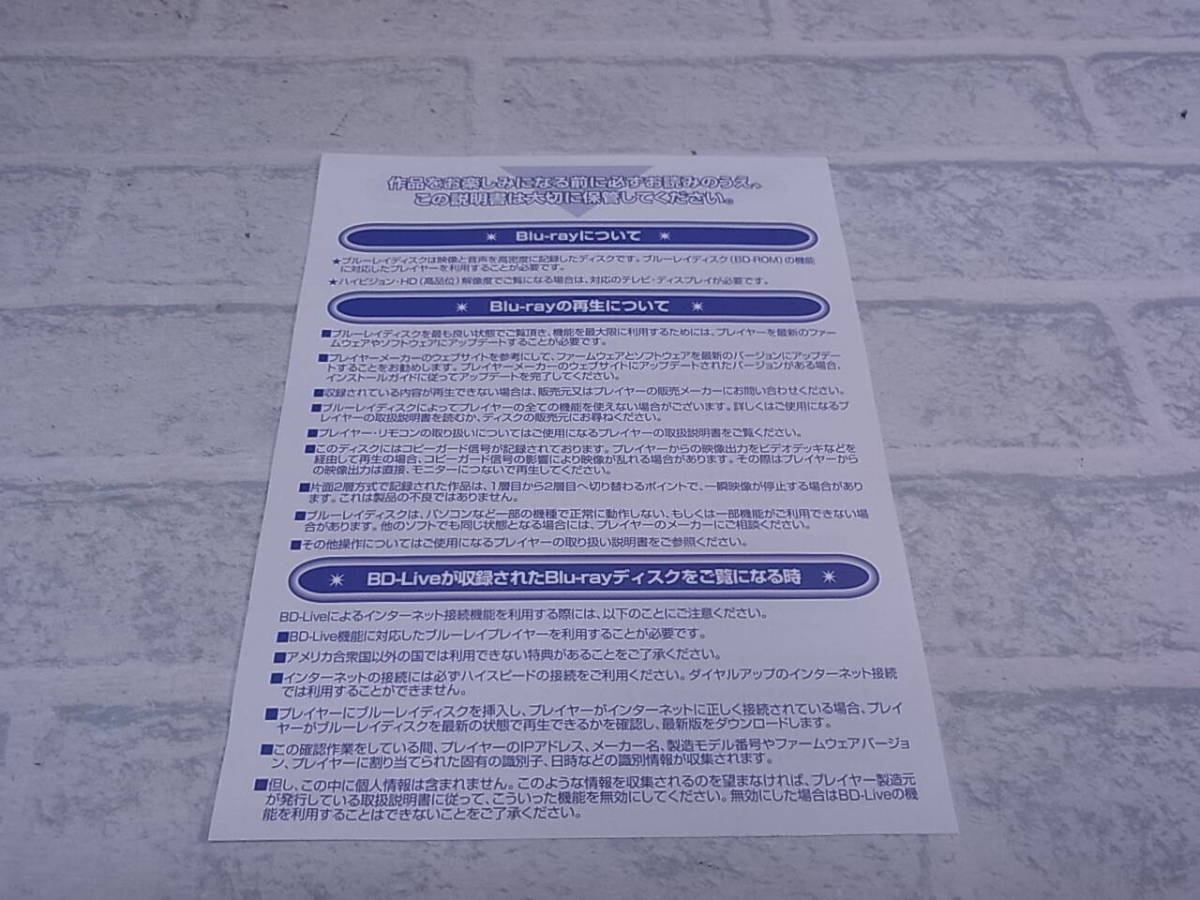 作品をお楽しみになる前に必ずお読みのうえ、
この説明書は大切に保管してください。
Blu-rayについて
★ブルーレイディスクは映像と音声を高密度に記録したディスクです。ブルーレイディスク(BD-ROM)の機能
に対応したプレイヤーを利用することが必要です。
★ハイビジョン・HD(高品位)解像度でご覧になる場合は、対応のテレビ・ディスプレイが必要です。
Blu-rayの再生について
■ブルーレイディスクを最も良い状態でご覧頂き、機能を最大限に利用するためには、プレイヤーを最新のファー
ムウェアやソフトウェアにアップデートすることが必要です。
■プレイヤーメーカーのウェブサイトを参考にして、ファームウェアとソフトウェアを最新のバージョンにアップデー
トすることをお勧めします。プレイヤーメーカーのウェブサイトにアップデートされたバージョンがある場合、
インストールガイドに従ってアップデートを完了してください。
■収録されている内容が再生できない場合は、販売元又はプレイヤーの販売メーカーにお問い合わせください。
■ブルーレイディスクによってプレイヤーの全ての機能を使えない場合がございます。詳しくはご使用になるプ
レイヤーの取扱説明書を読むか、ディスクの販売元にお尋ねください。
■プレイヤー・リモコンの取り扱いについてはご使用になるプレイヤーの取扱説明書をご覧ください。
■このディスクにはコピーガード信号が記録されております。プレイヤーからの映像出力をビデオデッキなどを
経由して再生の場合、コピーガード信号の影響により映像が乱れる場合があります。その際はプレイヤーから
の映像出力は直接、モニターにつないで再生してください。
■片面2層方式で記録された作品は、1層目から2層目へ切り替わるポイントで、一瞬映像が停止する場合があり
ます。これは製品の不良ではありません。
■ブルーレイディスクは、パソコンなど一部の機種で正常に動作しない、もしくは一部機能がご利用できない場
合があります。他のソフトでも同じ状態となる場合には、プレイヤーのメーカーにご相談ください。
■その他操作についてはご使用になるプレイヤーの取り扱い説明書をご参照ください。
BD-Liveが収録されたBlu-rayディスクをご覧になる時
BD-Liveによるインターネット接続機能を利用する際には、以下のことにご注意ください。
■BD-Live機能に対応したブルーレイプレイヤーを利用することが必要です。
■アメリカ合衆国以外の国では利用できない特典があることをご了承ください。
■インターネットの接続には必ずハイスピードの接続をご利用ください。ダイヤルアップのインターネット接続
では利用することができません。
■プレイヤーにブルーレイディスクを挿入し、プレイヤーがインターネットに正しく接続されている場合、プレイ
ヤーがブルーレイディスクを最新の状態で再生できるかを確認し、最新版をダウンロードします。
■この確認作業をしている間、プレイヤーのIPアドレス、メーカー名、製造モデル番号やファームウェアバージョ
ン、プレイヤーに割り当てられた固有の識別子、日時などの識別情報が収集されます。
■但し、この中に個人情報は含まれません。このような情報を収集されるのを望まなければ、プレイヤー製造元
が発行している取扱説明書に従って、こういった機能を無効にしてください。無効にした場合はBD-Liveの機
能を利用することはできないことをご了承ください。